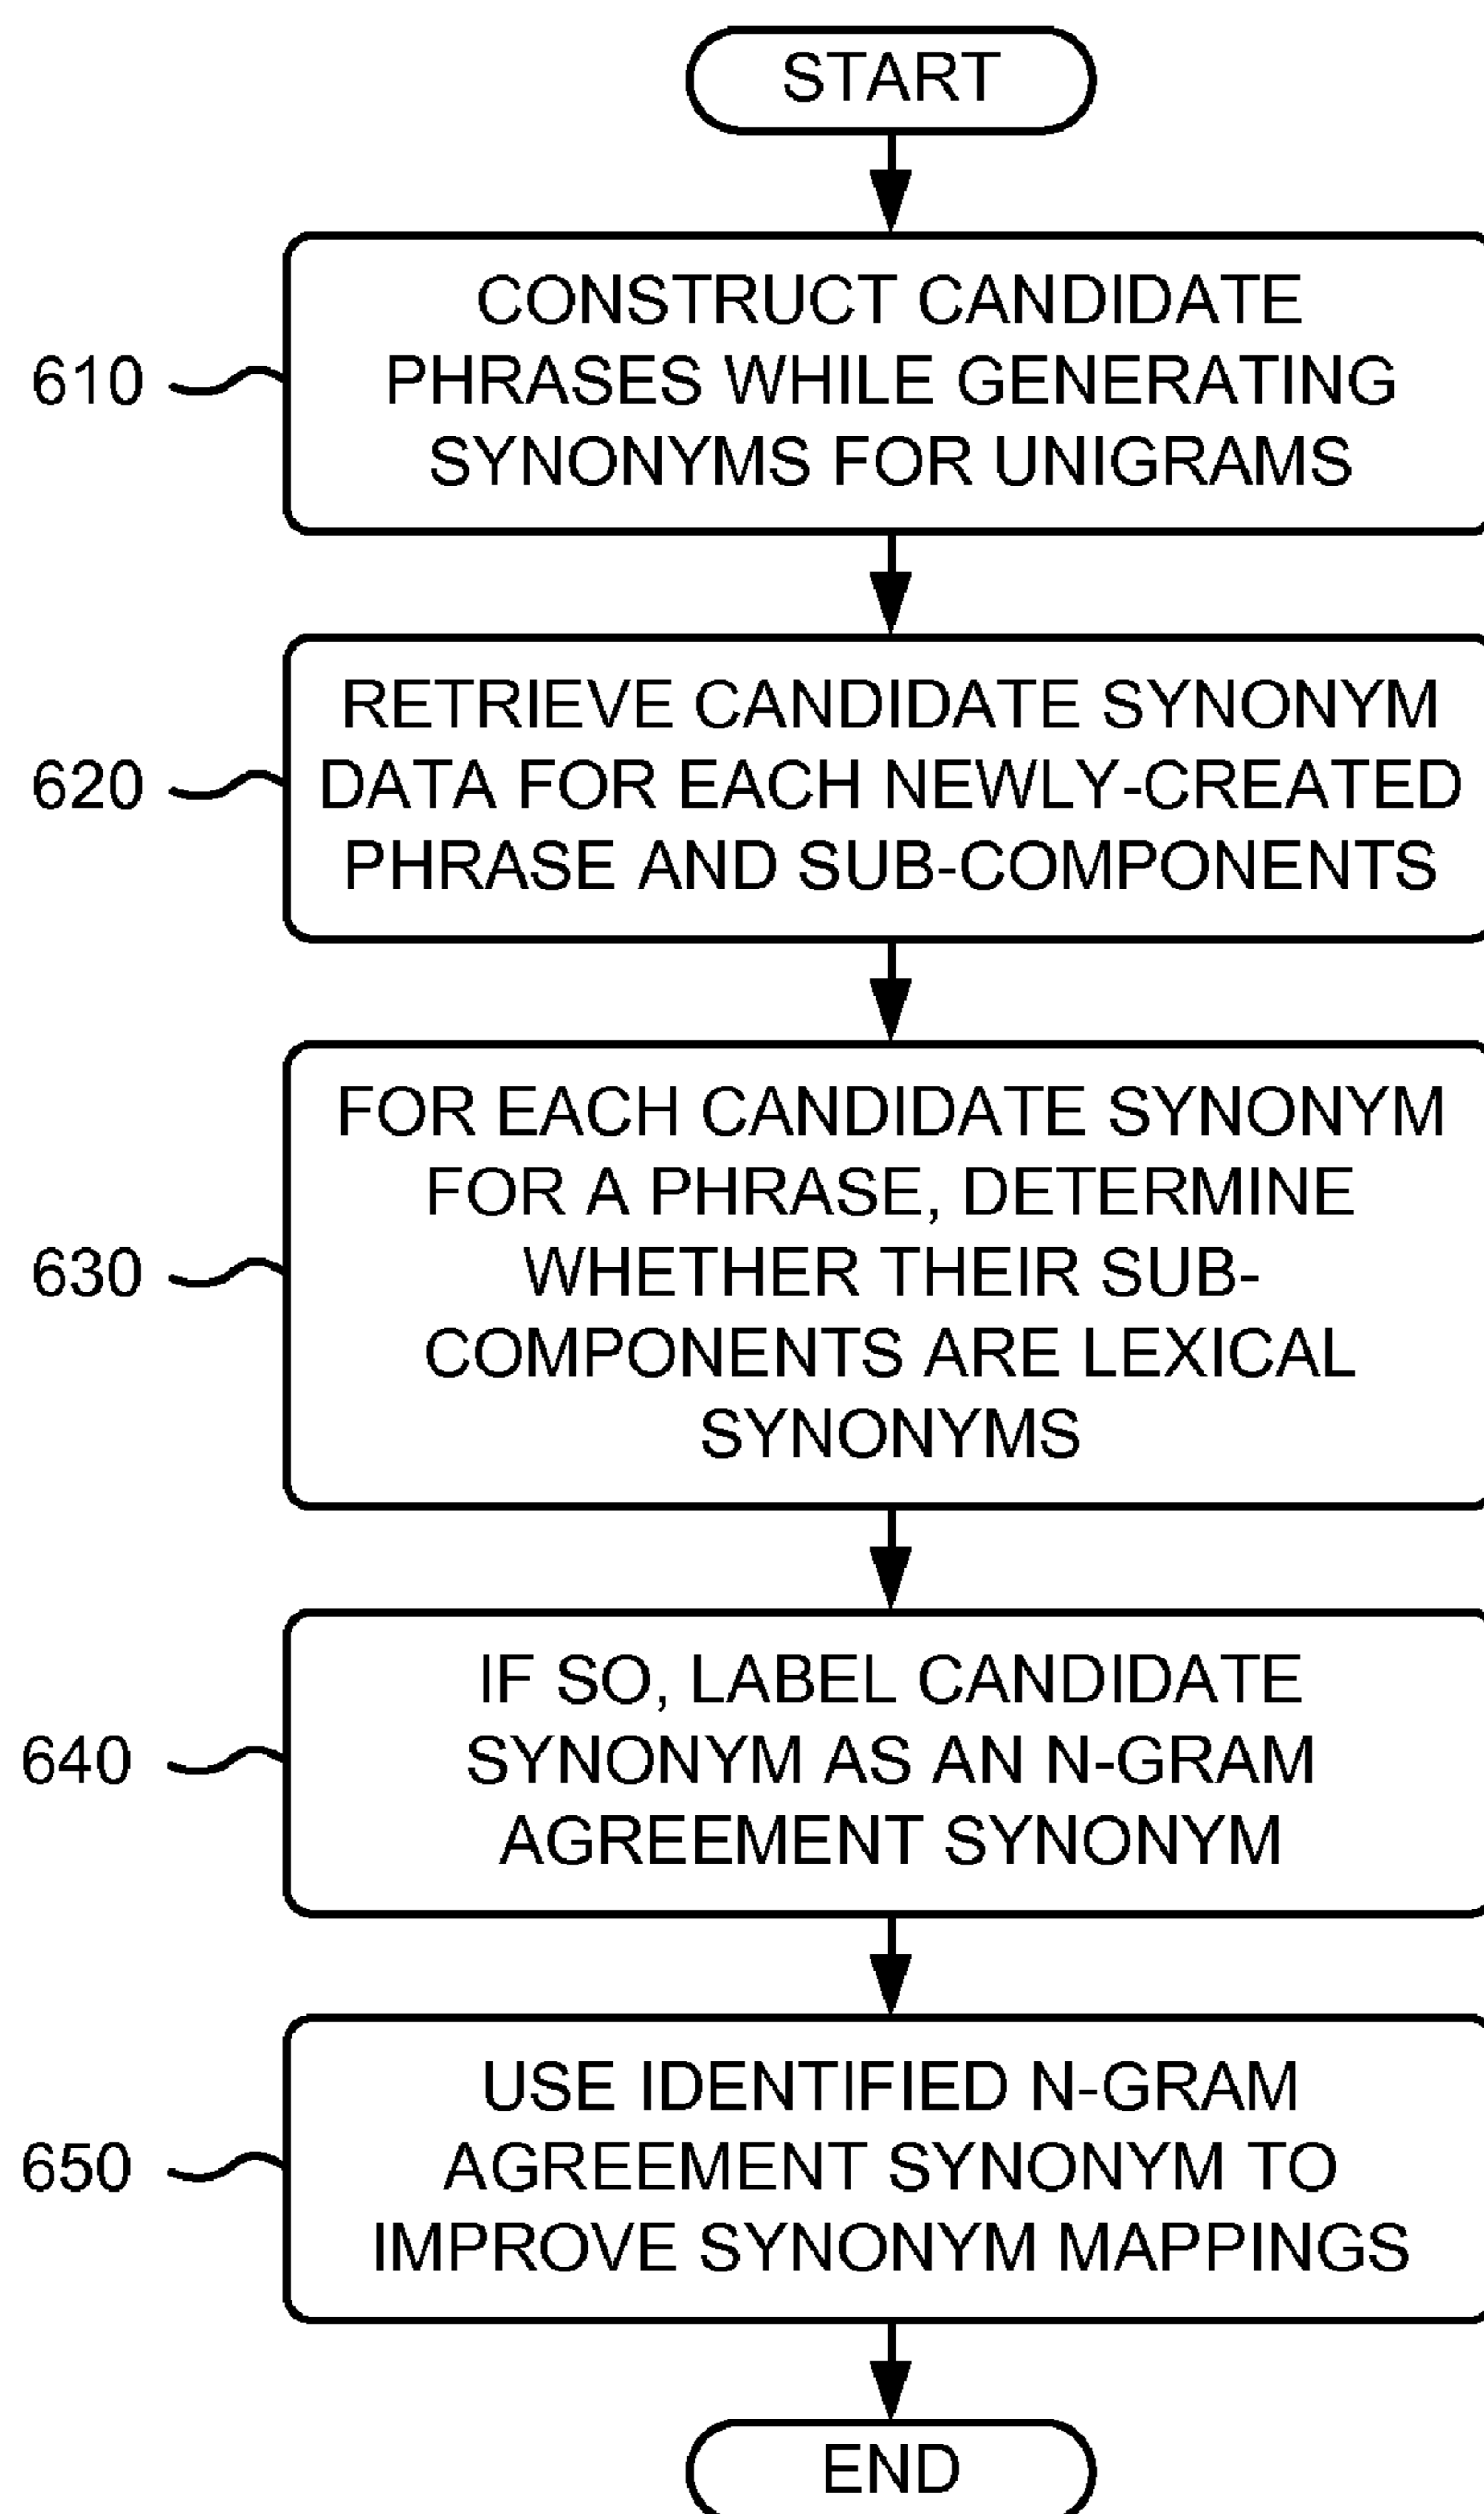 START
610
CONSTRUCT CANDIDATE
PHRASES WHILE GENERATING
SYNONYMS FOR UNIGRAMS
620
RETRIEVE CANDIDATE SYNONYM
DATA FOR EACH NEWLY-CREATED
PHRASE AND SUB-COMPONENTS
630
FOR EACH CANDIDATE SYNONYM
FOR A PHRASE, DETERMINE
WHETHER THEIR SUB-
COMPONENTS ARE LEXICAL
SYNONYMS
640
IF SO, LABEL CANDIDATE
SYNONYM AS AN N-GRAM
AGREEMENT SYNONYM
650
USE IDENTIFIED N-GRAM
AGREEMENT SYNONYM TO
IMPROVE SYNONYM MAPPINGS
END